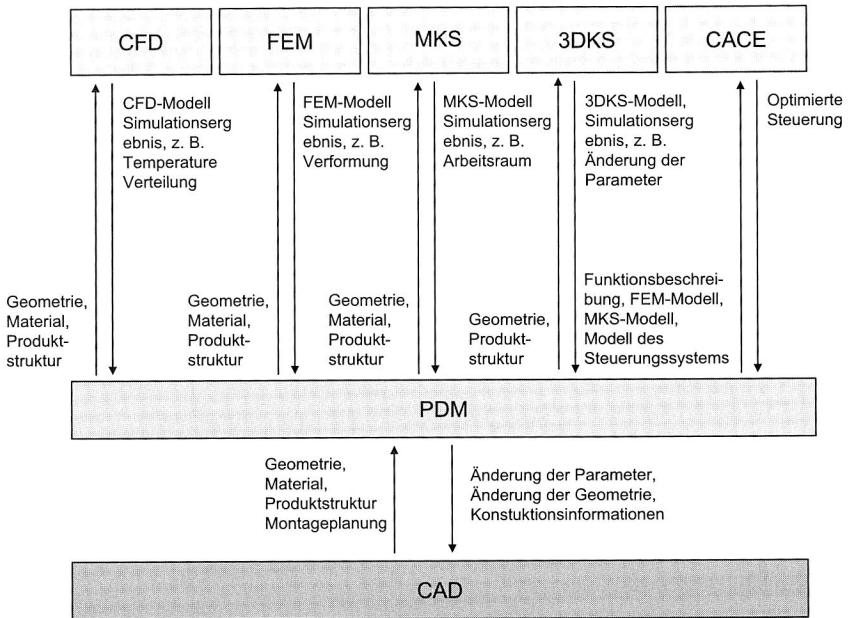 CFD
FEM
MKS
3DKS
CACE
CFD-Modell
Simulationserg
ebnis, z. B.
Temperature
Verteilung
FEM-Modell
Simulationserg
ebnis, z. B.
Verformung
MKS-Modell
Simulationserg
ebnis, z. B.
Arbeitsraum
3DKS-Modell,
Simulationserg
ebnis, z. B.
Änderung der
Parameter
Optimierte
Steuerung
Geometrie,
Material,
Produkt-
struktur
Geometrie,
Material,
Produkt-
struktur
Geometrie,
Material,
Produkt-
struktur
Geometrie,
Produkt-
struktur
Funktionsbeschrei-
bung, FEM-Modell,
MKS-Modell,
Modell des
Steuerungssystems
PDM
Geometrie,
Material,
Produktstruktur
Montageplanung
Änderung der Parameter,
Änderung der Geometrie,
Konstuktionsinformationen
CAD